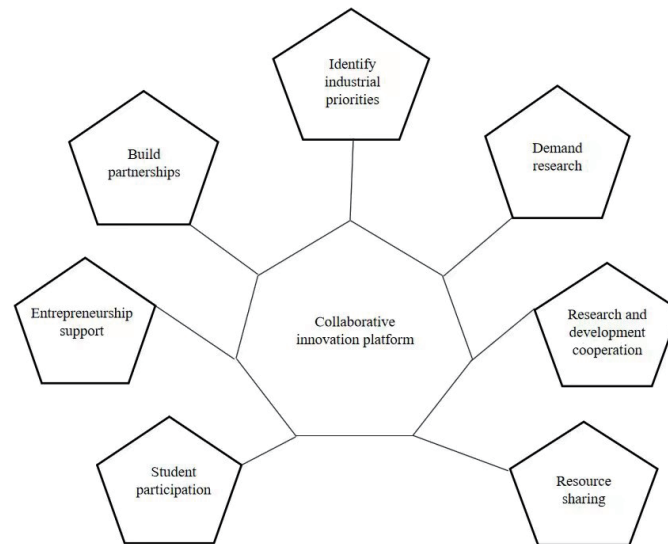 Identify
industrial
priorities
Build
partnerships
Demand
research
Entrepreneurship
support
Collaborative
innovation platform
Research and
development
cooperation
Student
participation
Resource
sharing